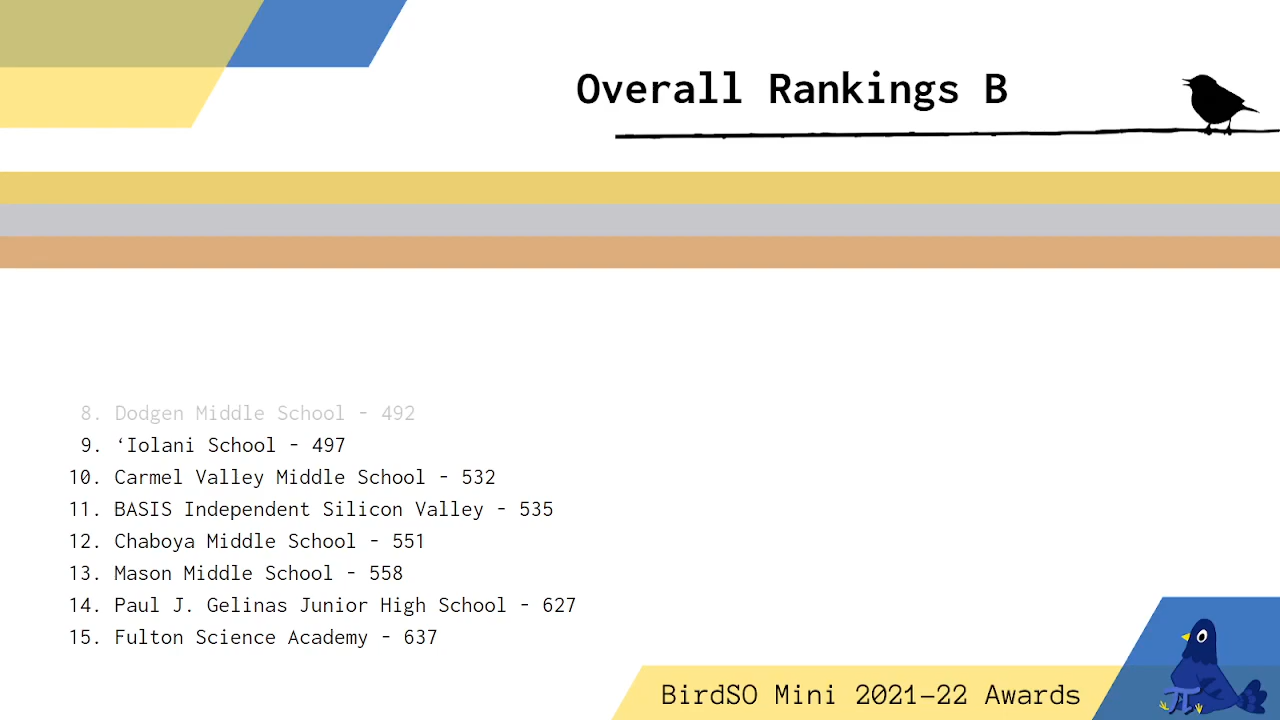 Overall Rankings B
8. Dodgen Middle School - 492
9. ‘Iolani School - 497
10. Carmel Valley Middle School - 532
11. BASIS Independent Silicon Valley - 535
12. Chaboya Middle School - 551
13. Mason Middle School - 558
14. Paul J. Gelinas Junior High School - 627
15. Fulton Science Academy - 637
BirdSO Mini 2021–22 Awards